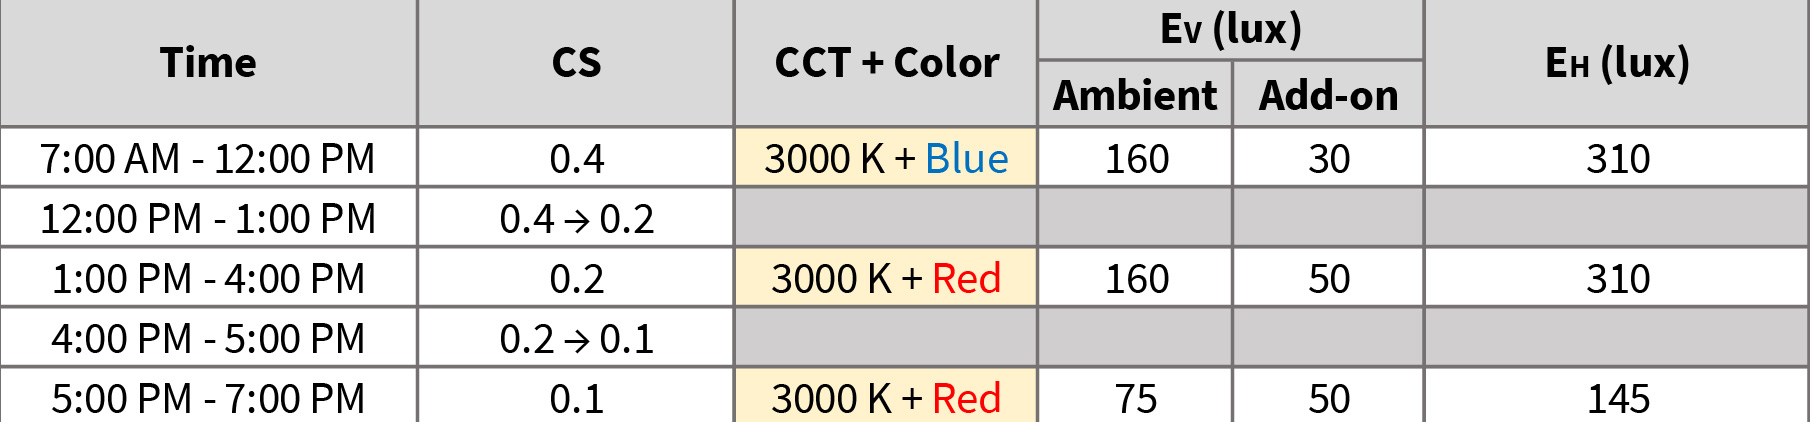 Time CS CCT + Color Ev (lux) EH (lux)
Ambient Add-on
7:00 AM - 12:00 PM 0.4 3000 K + Blue 160 30 310
12:00 PM - 1:00 PM 0.4 → 0.2
1:00 PM - 4:00 PM 0.2 3000 K + Red 160 50 310
4:00 PM - 5:00 PM 0.2 → 0.1
5:00 PM - 7:00 PM 0.1 3000 K + Red 75 50 145